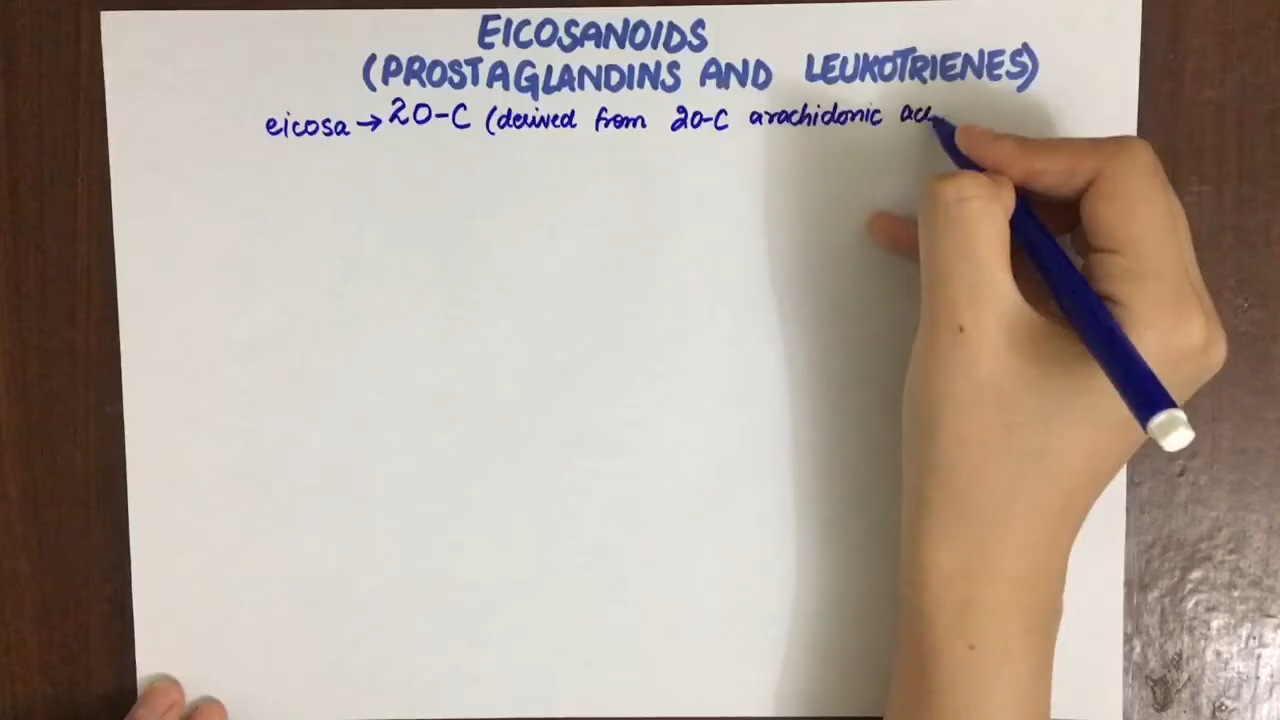 EICOSANOIDS
(PROSTAGLANDINS AND LEUKOTRIENES)
eicosa → 20-C (derived from 20-C arachidonic